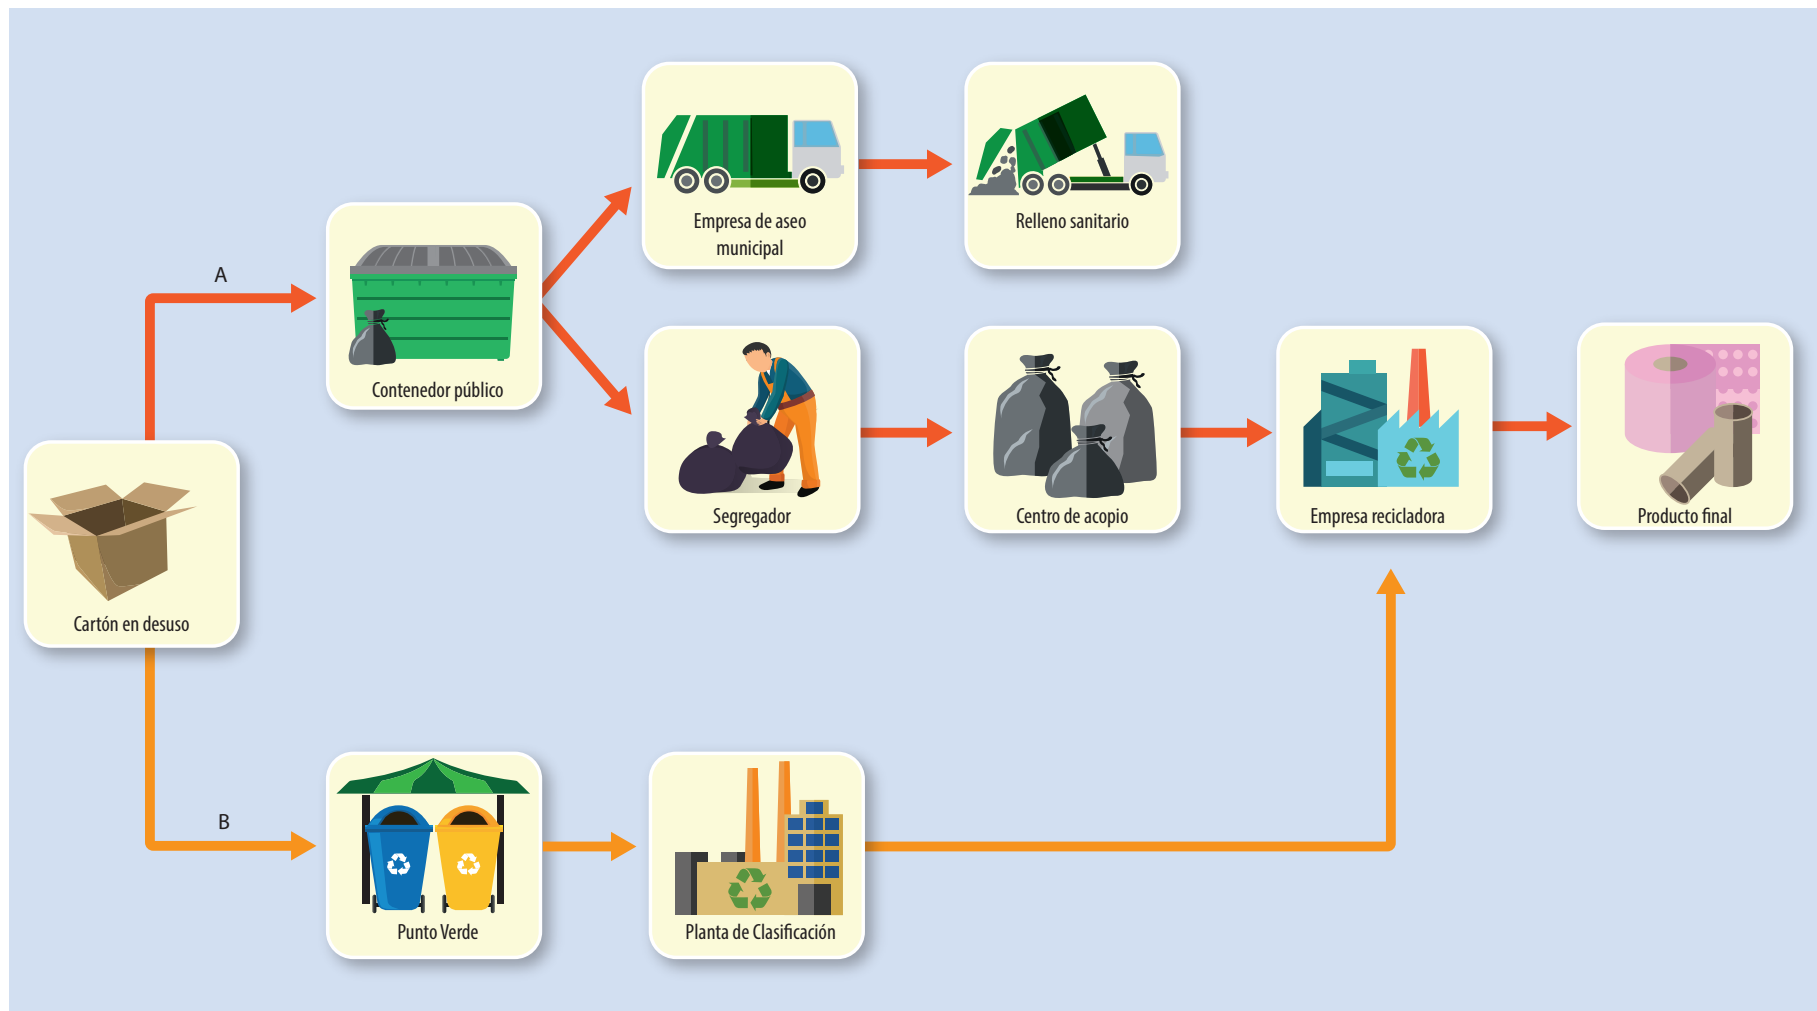 Empresa de aseo
municipal
Relleno sanitario
A
Contenedor público
Segregador
Centro de acopio
Empresa recicladora
Producto final
Cartón en desuso
B
Punto Verde
Planta de Clasificación